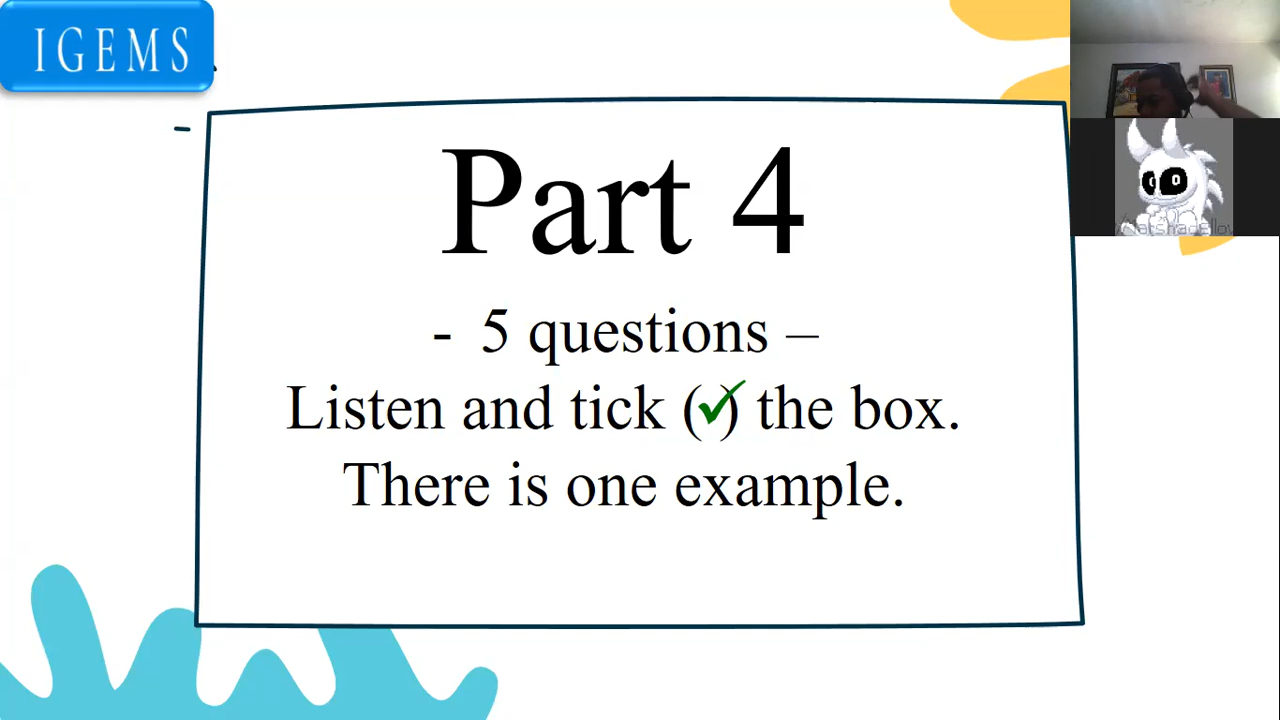 IGEMS
Part 4
- 5 questions –
Listen and tick (✓) the box.
There is one example.